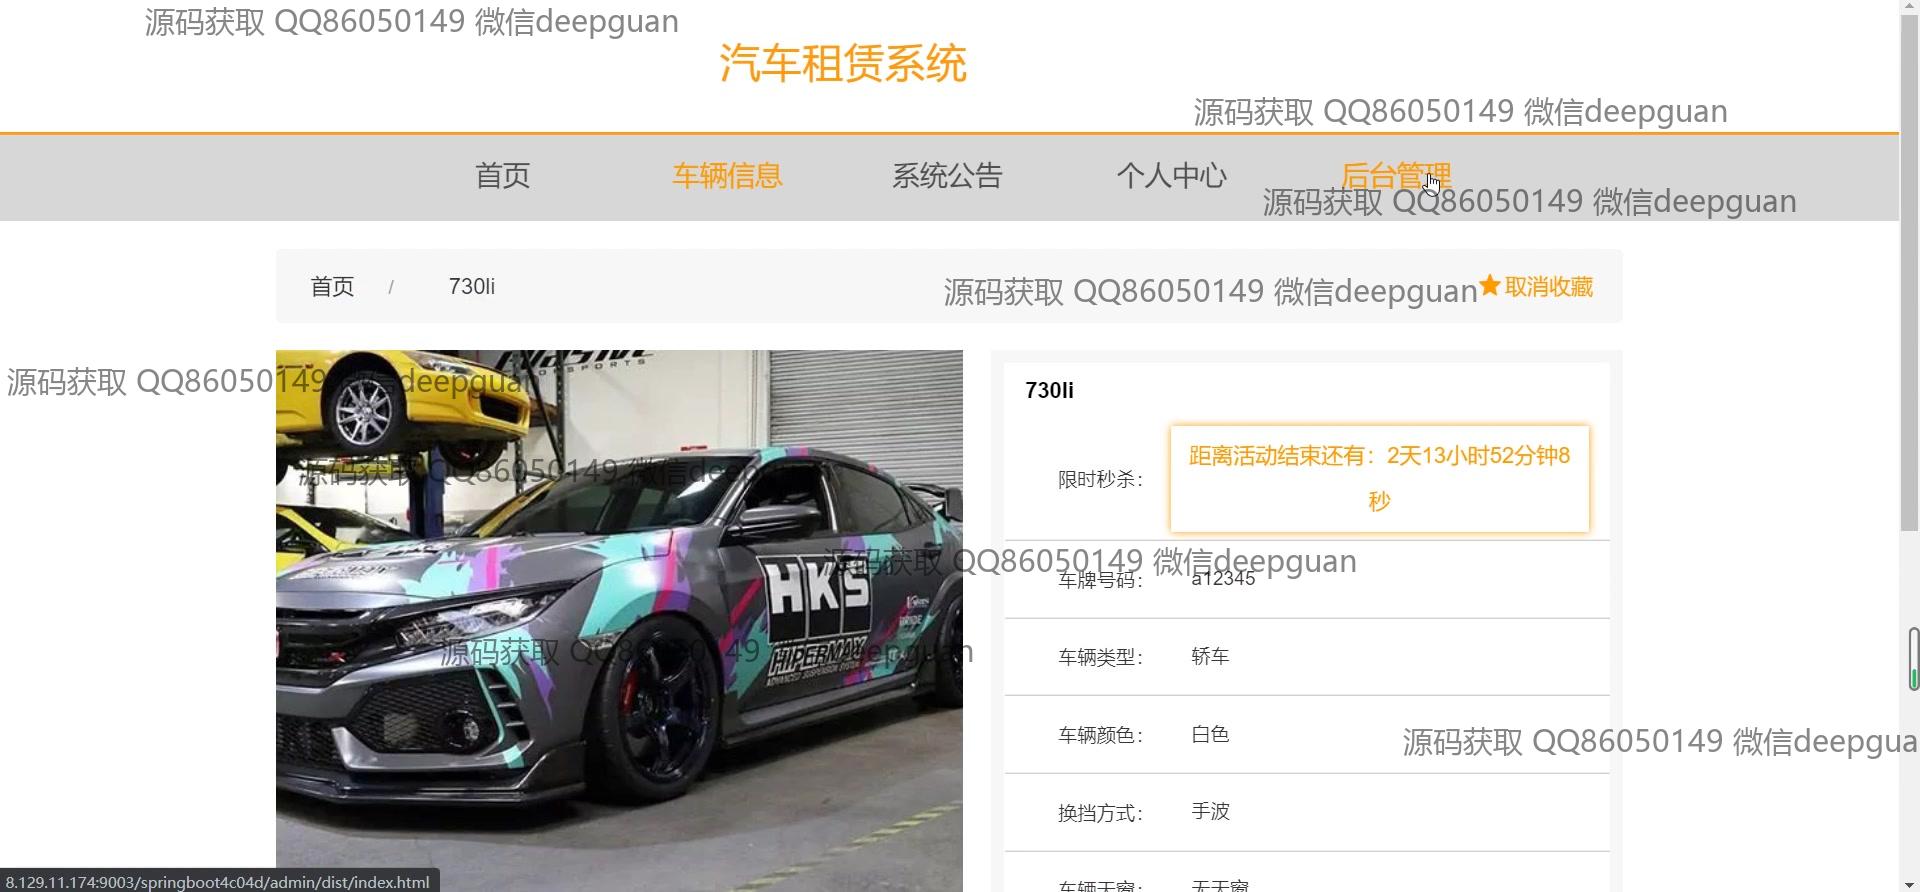 源码获取 QQ86050149 微信deepguan
汽车租赁系统
源码获取 QQ86050149 微信deepguan
首页
车辆信息
系统公告
个人中心
后台管理
源码获取 QQ86050149 微信deepguan
首页 / 730li
源码获取 QQ86050149 微信deepguan
取消收藏
源码获取 QQ86050149 微信deepguan
MOTORSPORTS
730li
限时秒杀：
距离活动结束还有：2天13小时52分钟8
秒
源码获取 QQ86050149 微信deep
源码获取 QQ86050149 微信deepguan
HKS
HIPERMAX
ADVANCED SUSPENSION SYSTEM
BRIDE
车牌号码：
a12345
源码获取 QQ86050149 微信deepguan
车辆类型：
轿车
车辆颜色：
白色
源码获取 QQ86050149 微信deepgua
换挡方式：
手波
车辆天窗：
无天窗
8.129.11.174:9003/springboot4c04d/admin/dist/index.html